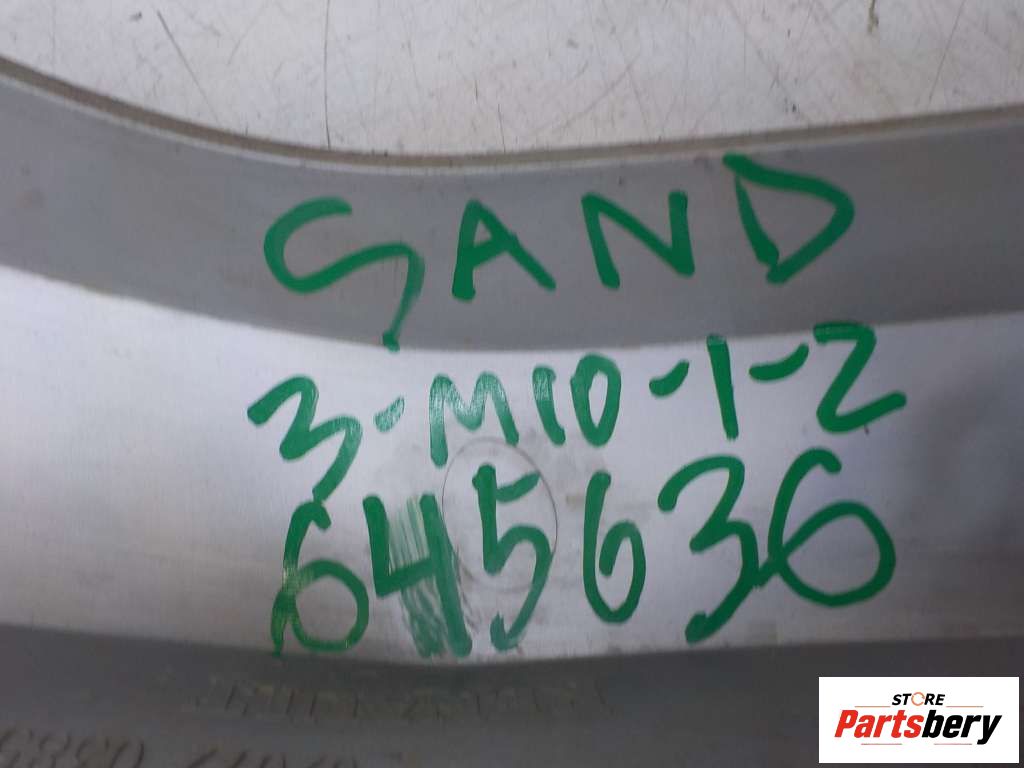 SAND
3-M10-1-2
645636
STORE
Partsbery